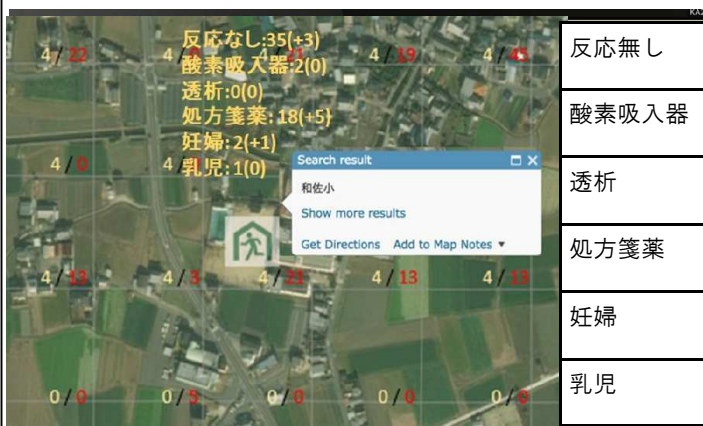 反応なし:35(+3)
酸素吸入器:2(0)
透析:0(0)
処方箋薬:18(+5)
妊婦:2(+1)
乳児:1(0)
4/22
4/19
4/0
Search result
和佐小
Show more results
Get Directions Add to Map Notes
4/13
4/3
4/21
4/13
4/13
0/0
0/5
0/0
0/0
0/0
反応無し
酸素吸入器
透析
処方箋薬
妊婦
乳児